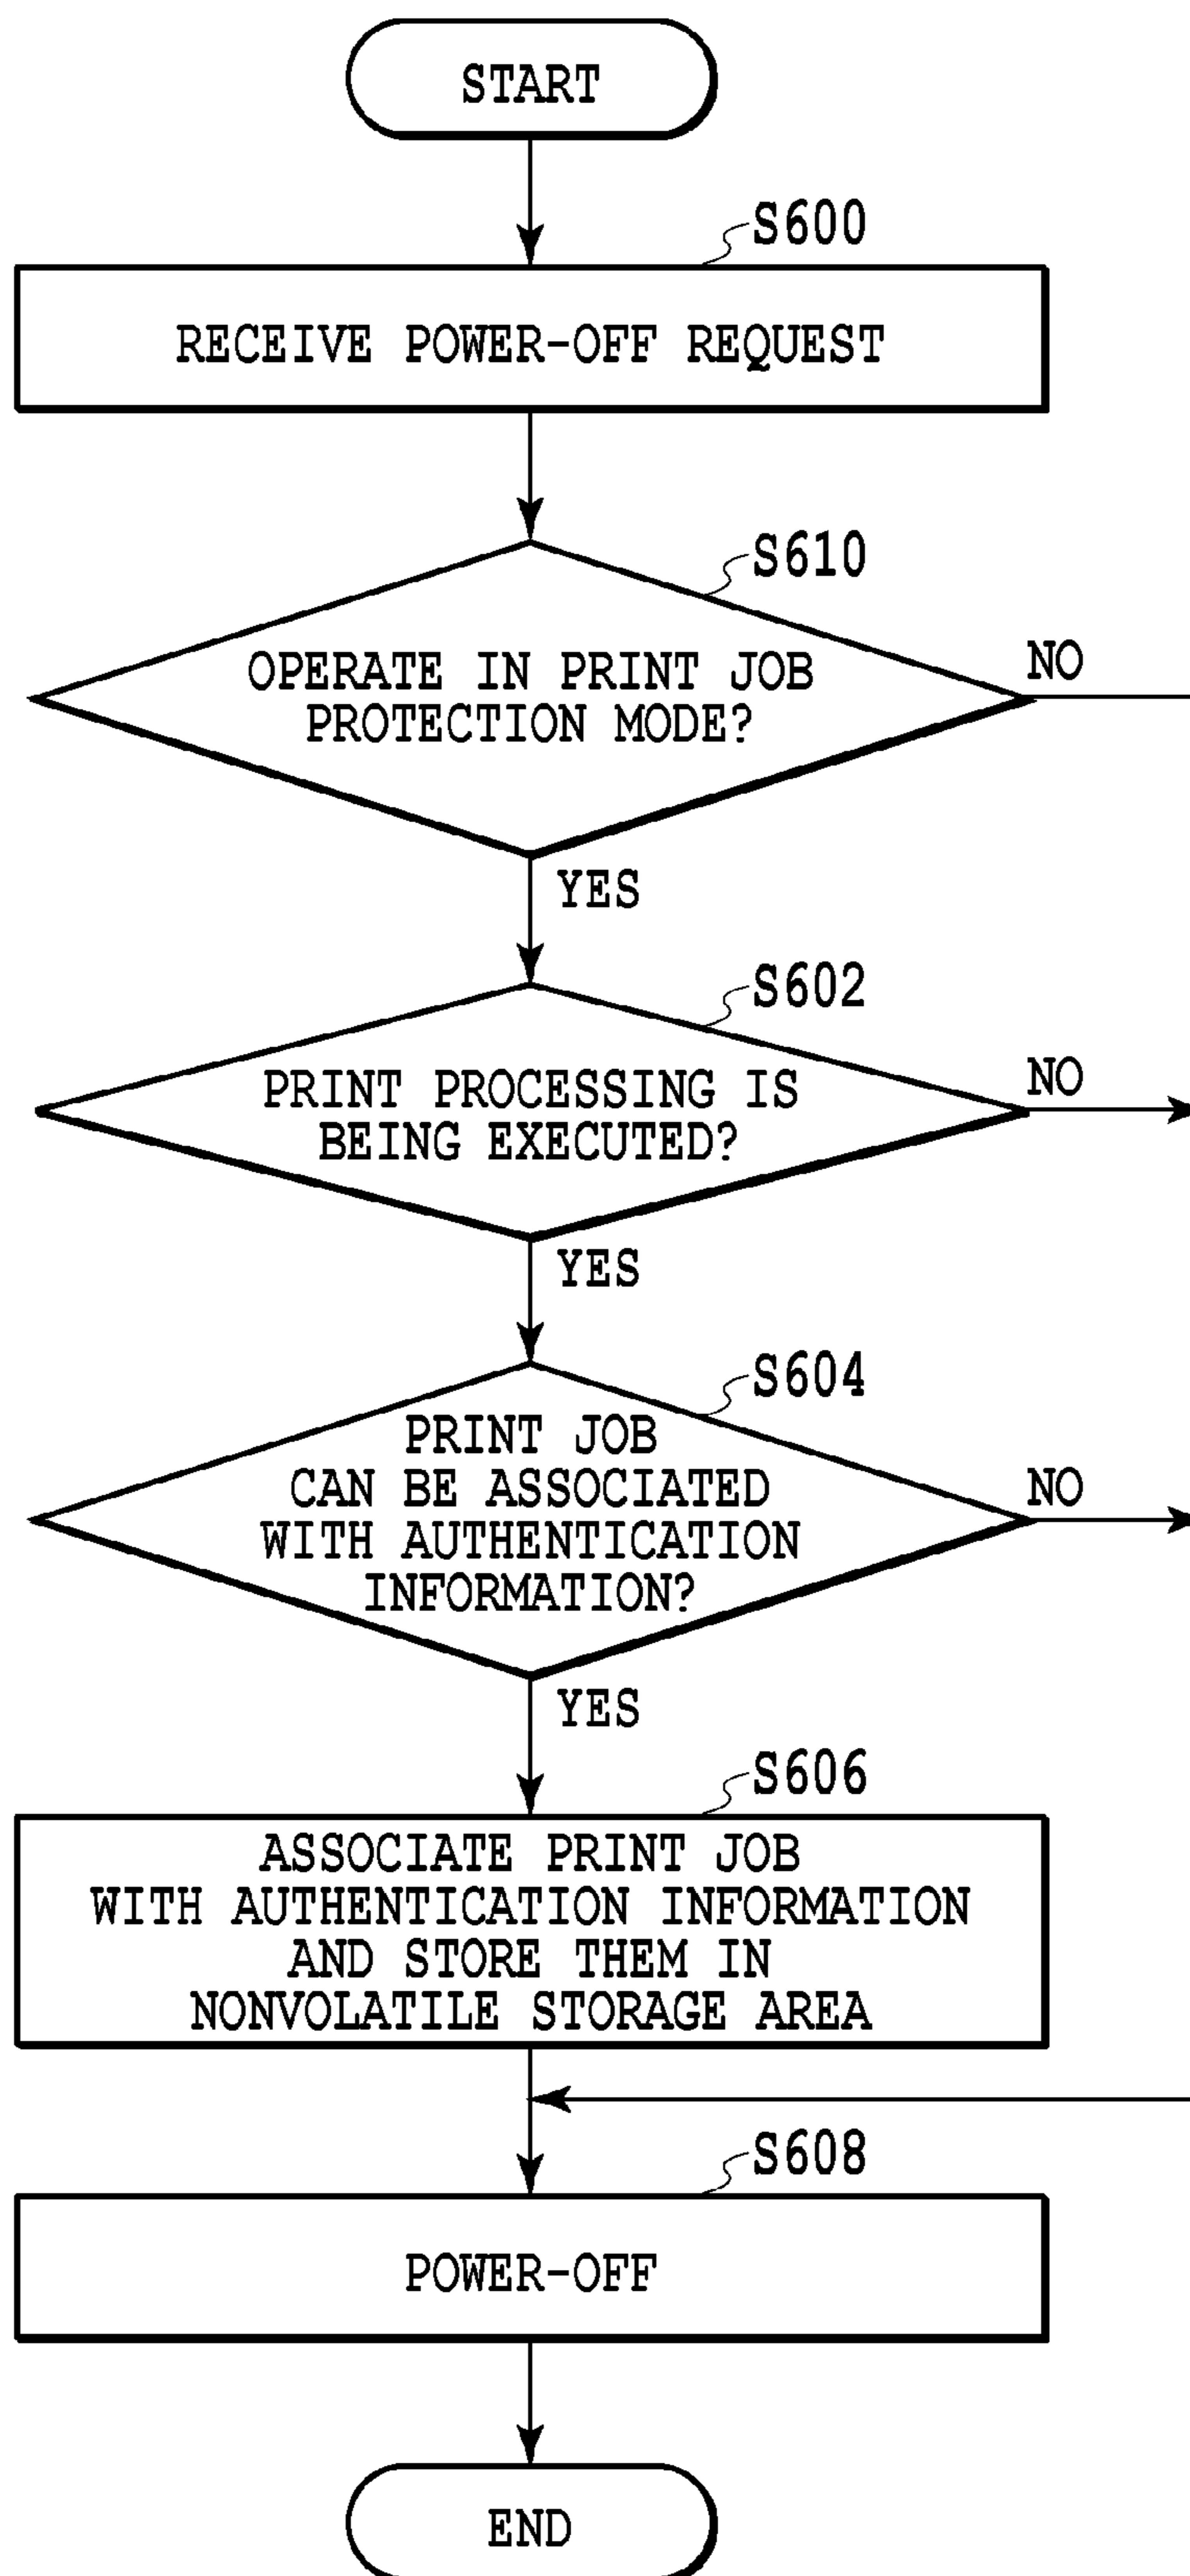 START
S600
RECEIVE POWER-OFF REQUEST
S610
OPERATE IN PRINT JOB
PROTECTION MODE?
NO
YES
S602
PRINT PROCESSING IS
BEING EXECUTED?
NO
YES
S604
PRINT JOB
CAN BE ASSOCIATED
WITH AUTHENTICATION
INFORMATION?
NO
YES
S606
ASSOCIATE PRINT JOB
WITH AUTHENTICATION INFORMATION
AND STORE THEM IN
NONVOLATILE STORAGE AREA
S608
POWER-OFF
END